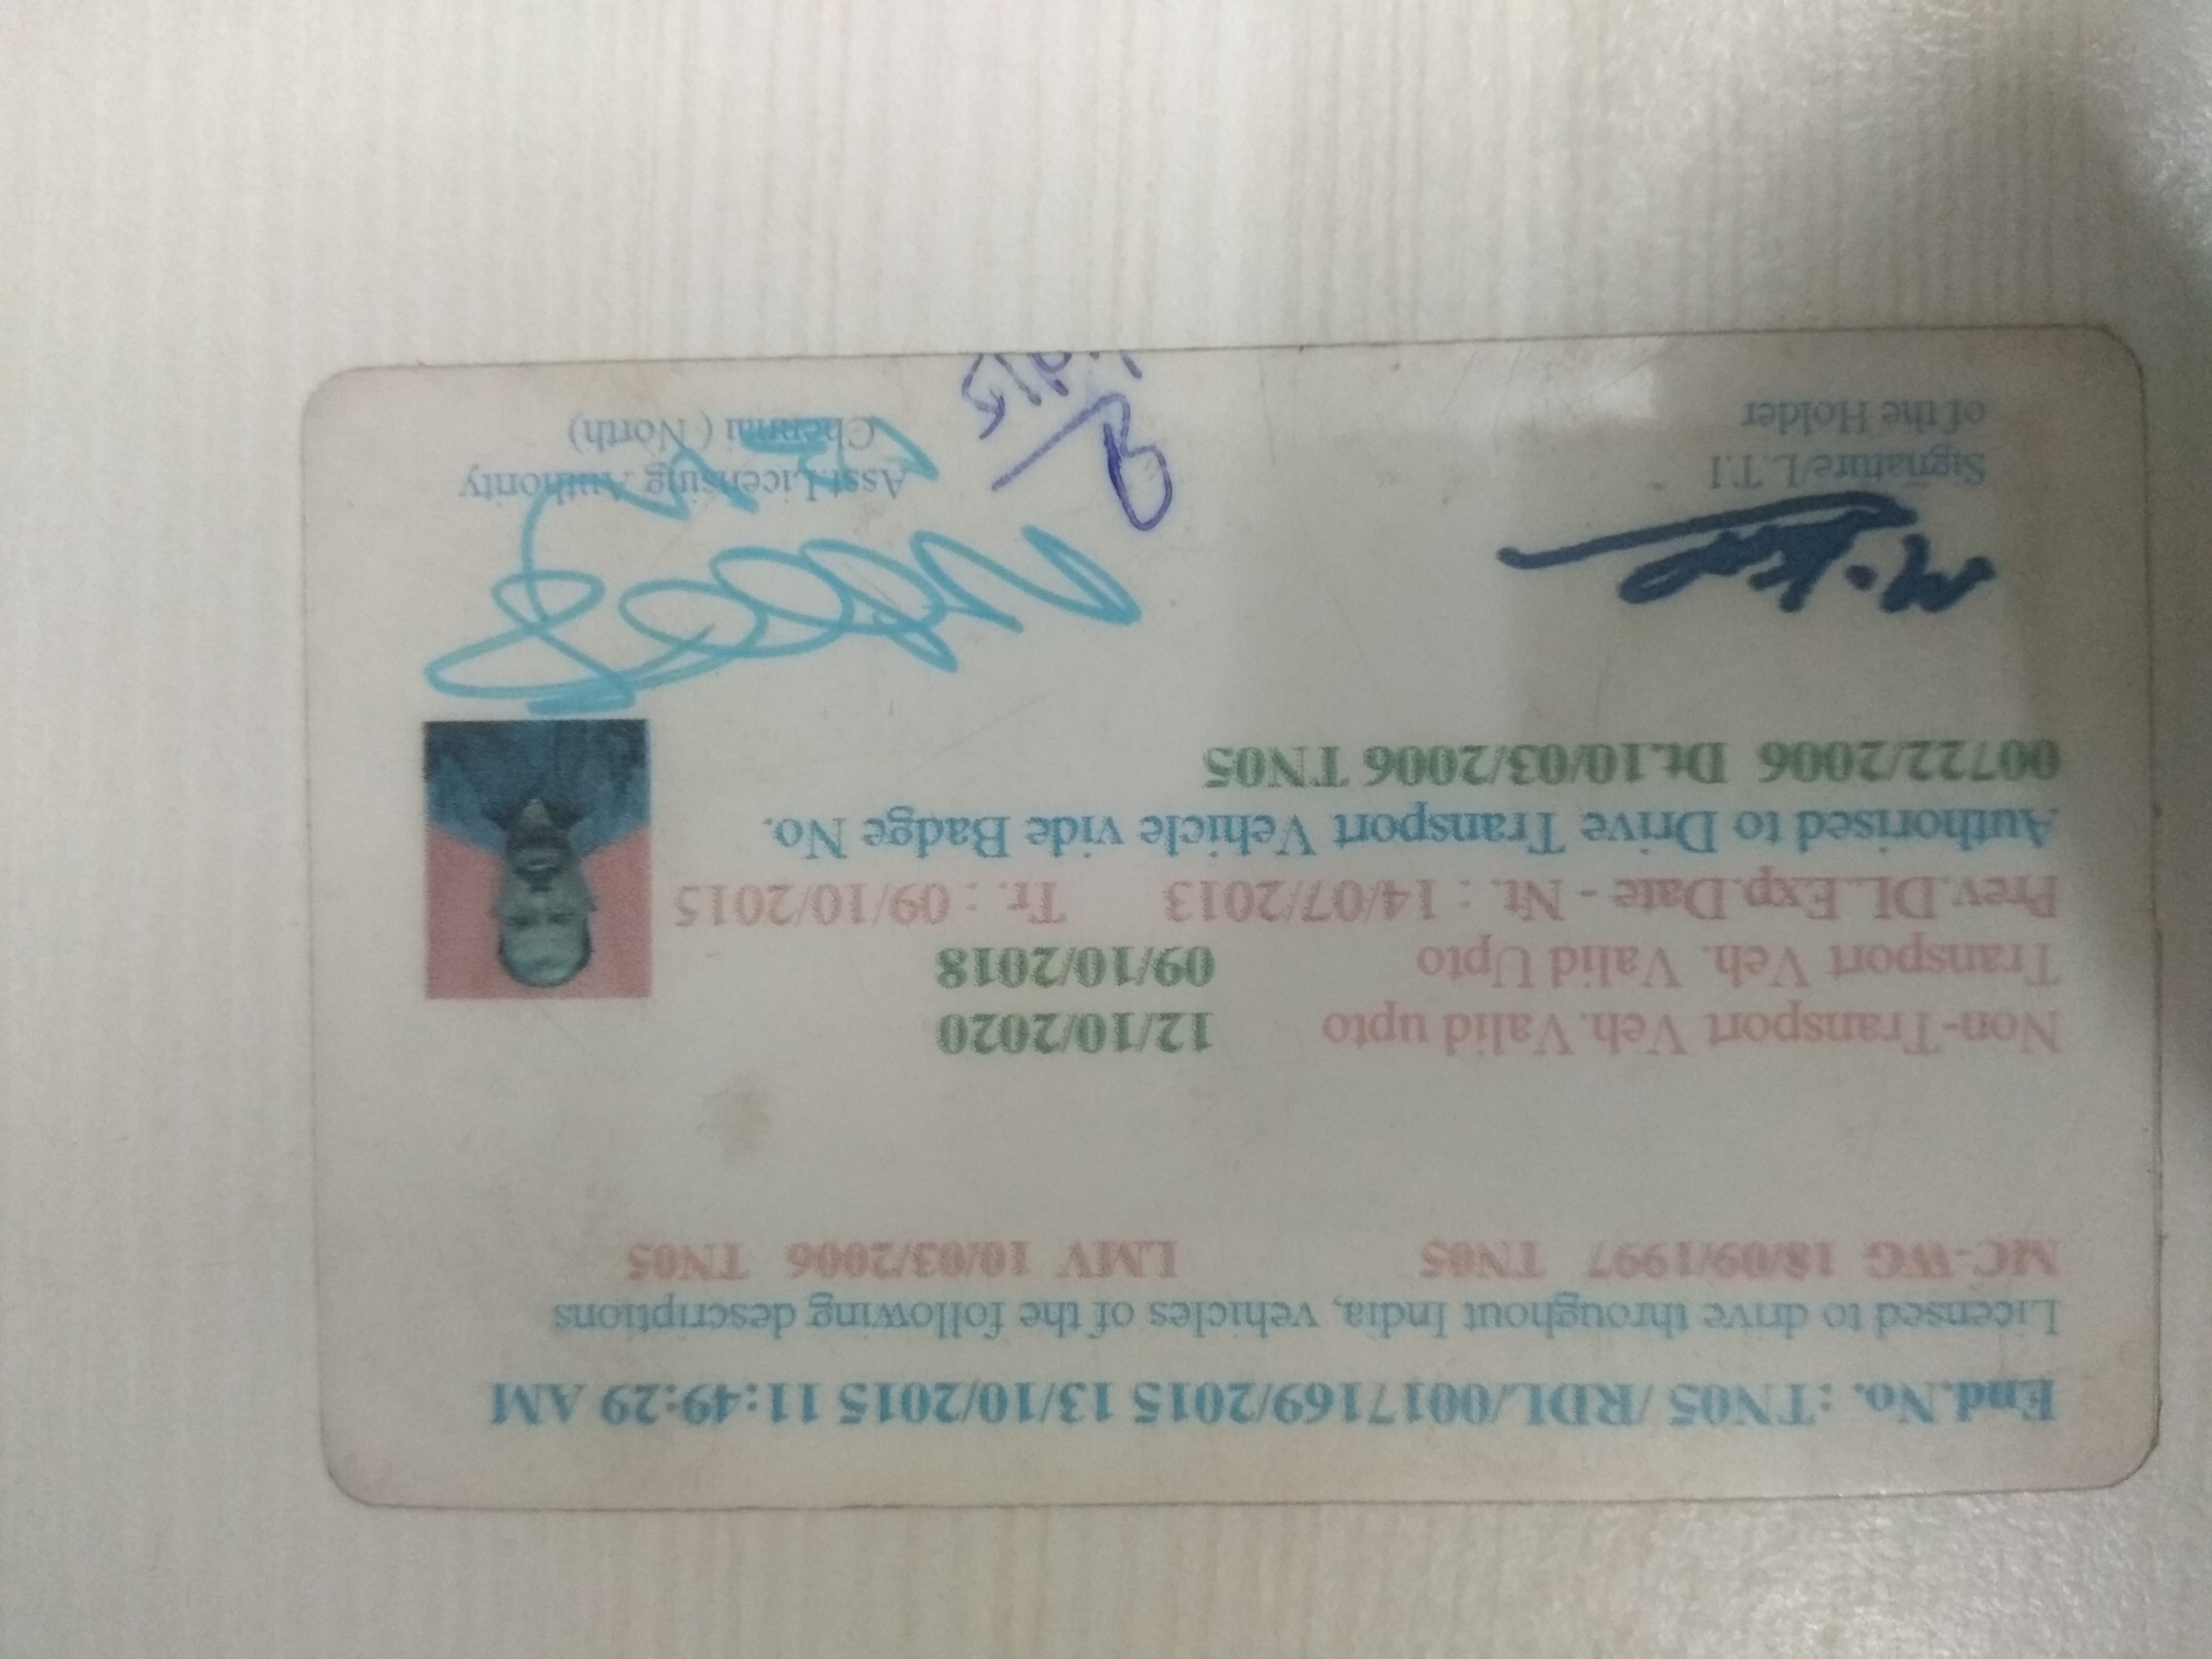 End.No. :TN05 /RDL/0017169/2015 13/10/2015 11:49:29 AM
Licensed to drive throughout India, vehicles of the following descriptions
MC-WG 18/09/1997 TN05 LMV 10/03/2006 TN05
Non-Transport Veh.Valid upto 12/10/2020
Transport Veh. Valid Upto 09/10/2018
Prev.DL.Exp.Date - Nt. : 14/07/2013 Tr. : 09/10/2015
Authorised to Drive Transport Vehicle vide Badge No.
00722/2006 Dt.10/03/2006 TN05
Signature/L.T.I
of the Holder
Asst.Licensing Authority
Chennai ( North)